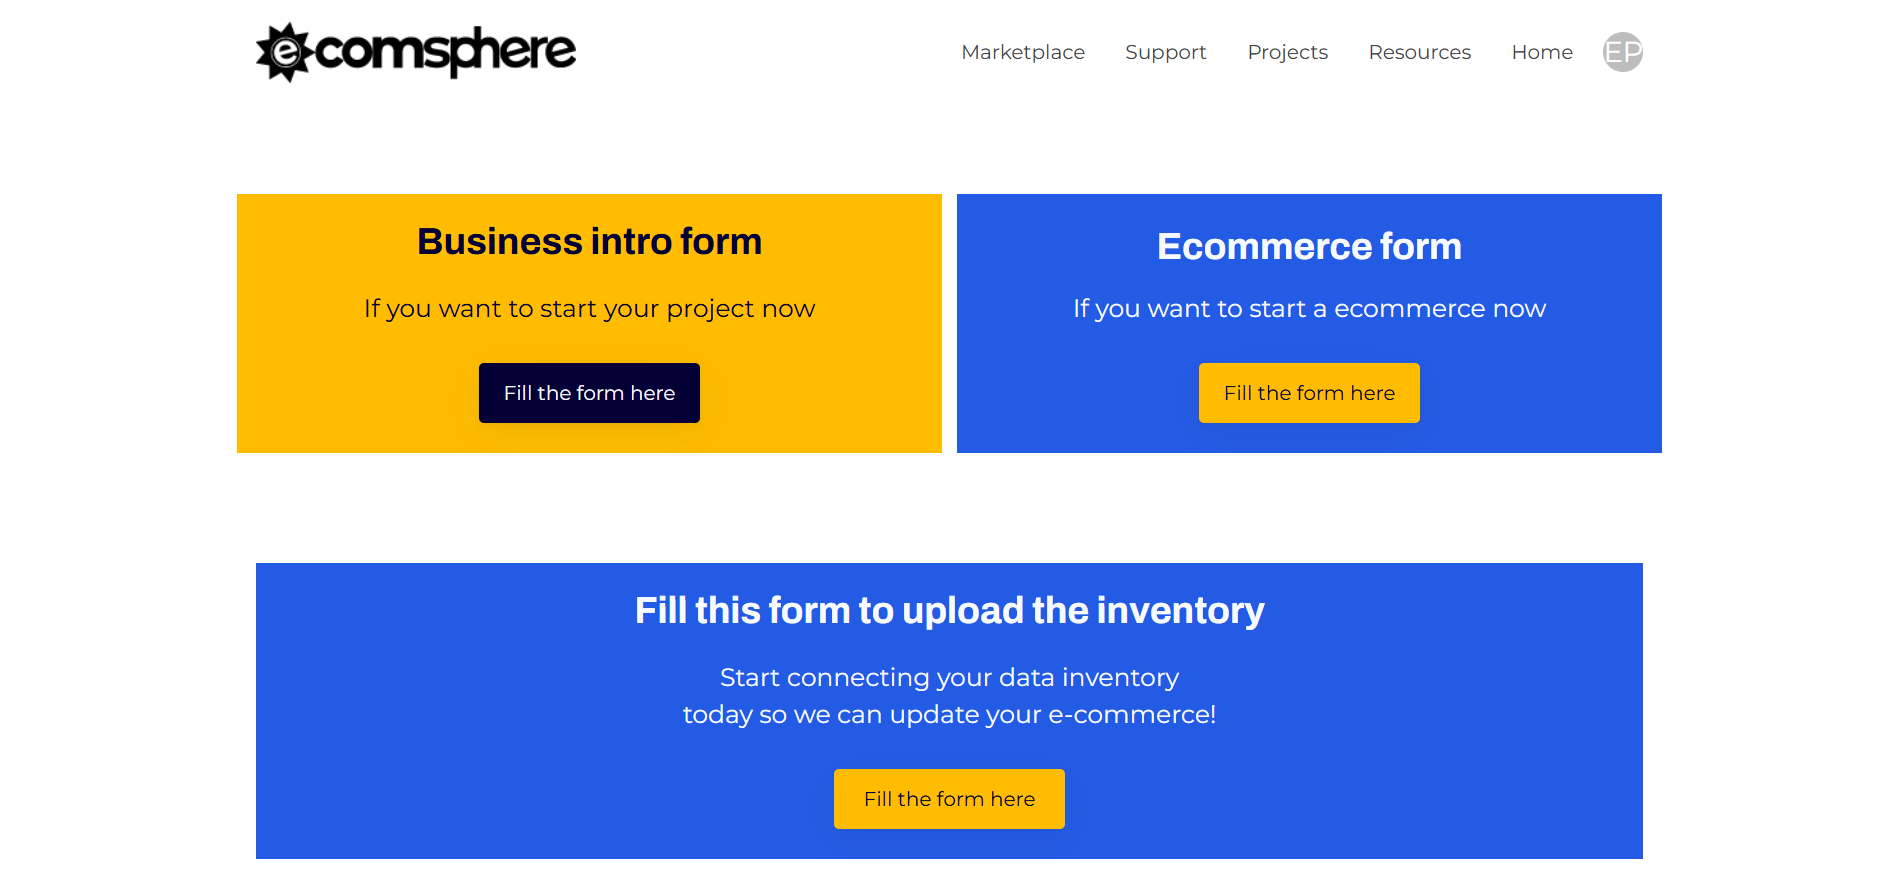 ecomsphere
Marketplace Support Projects Resources Home EP
Business intro form
If you want to start your project now
Fill the form here
Ecommerce form
If you want to start a ecommerce now
Fill the form here
Fill this form to upload the inventory
Start connecting your data inventory
today so we can update your e-commerce!
Fill the form here